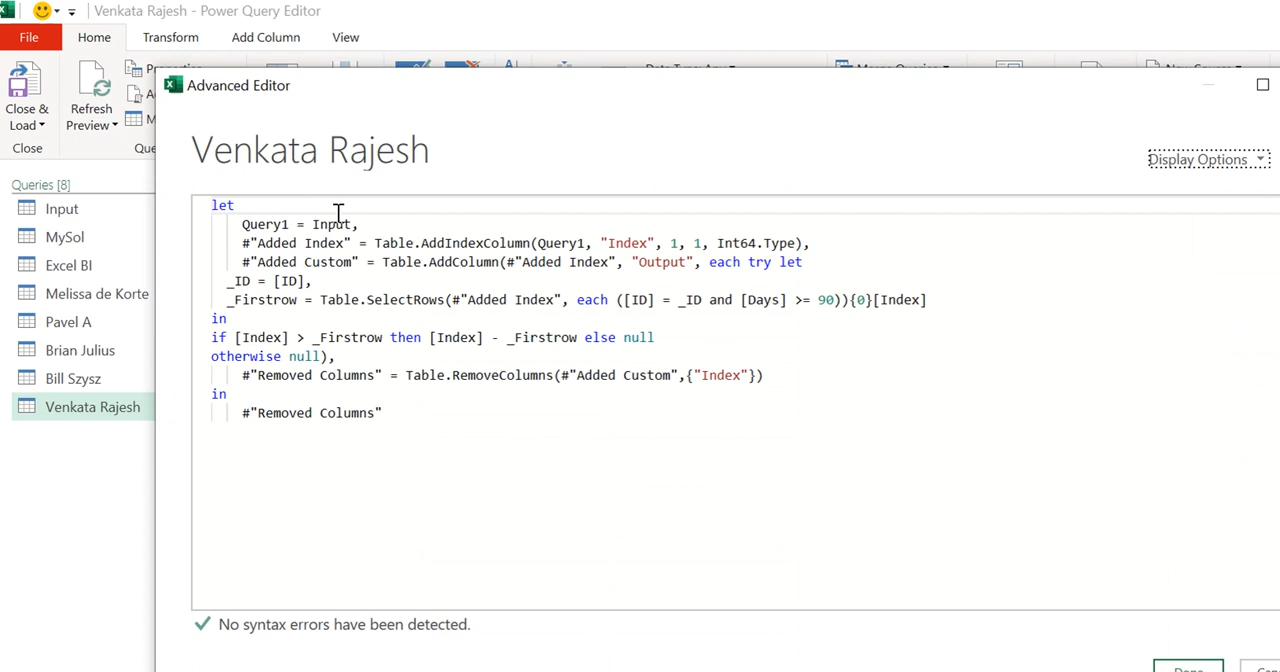 Venkata Rajesh - Power Query Editor
File Home Transform Add Column View
Close & Load
Refresh Preview
Close
Advanced Editor
Venkata Rajesh
Display Options
Queries [8]
Input
MySol
Excel BI
Melissa de Korte
Pavel A
Brian Julius
Bill Szysz
Venkata Rajesh
let
Query1 = Input,
#"Added Index" = Table.AddIndexColumn(Query1, "Index", 1, 1, Int64.Type),
#"Added Custom" = Table.AddColumn(#"Added Index", "Output", each try let
_ID = [ID],
_Firstrow = Table.SelectRows(#"Added Index", each ([ID] = _ID and [Days] >= 90)){0}[Index]
in
if [Index] > _Firstrow then [Index] - _Firstrow else null
otherwise null),
#"Removed Columns" = Table.RemoveColumns(#"Added Custom",{"Index"})
in
#"Removed Columns"
No syntax errors have been detected.